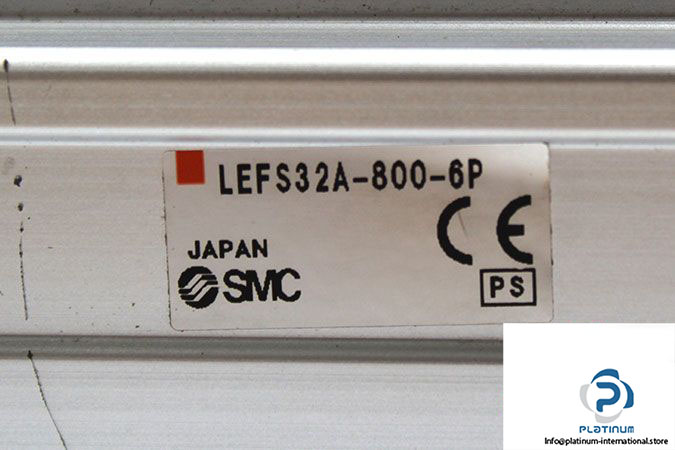 LEFS32A-800-6P
JAPAN
CE
SMC
PS
PLATINUM
Info@platinum-international.store